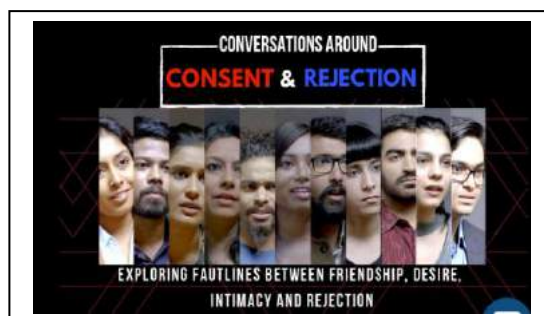 CONVERSATIONS AROUND
CONSENT & REJECTION
EXPLORING FAUTLINES BETWEEN FRIENDSHIP, DESIRE,
INTIMACY AND REJECTION